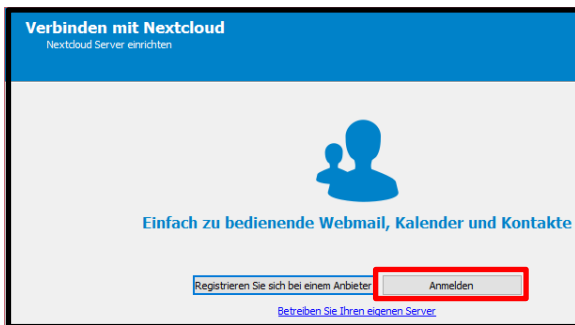 Verbinden mit Nextcloud
Nextcloud Server einrichten
Einfach zu bedienende Webmail, Kalender und Kontakte
Registrieren Sie sich bei einem Anbieter
Anmelden
Betreiben Sie Ihren eigenen Server